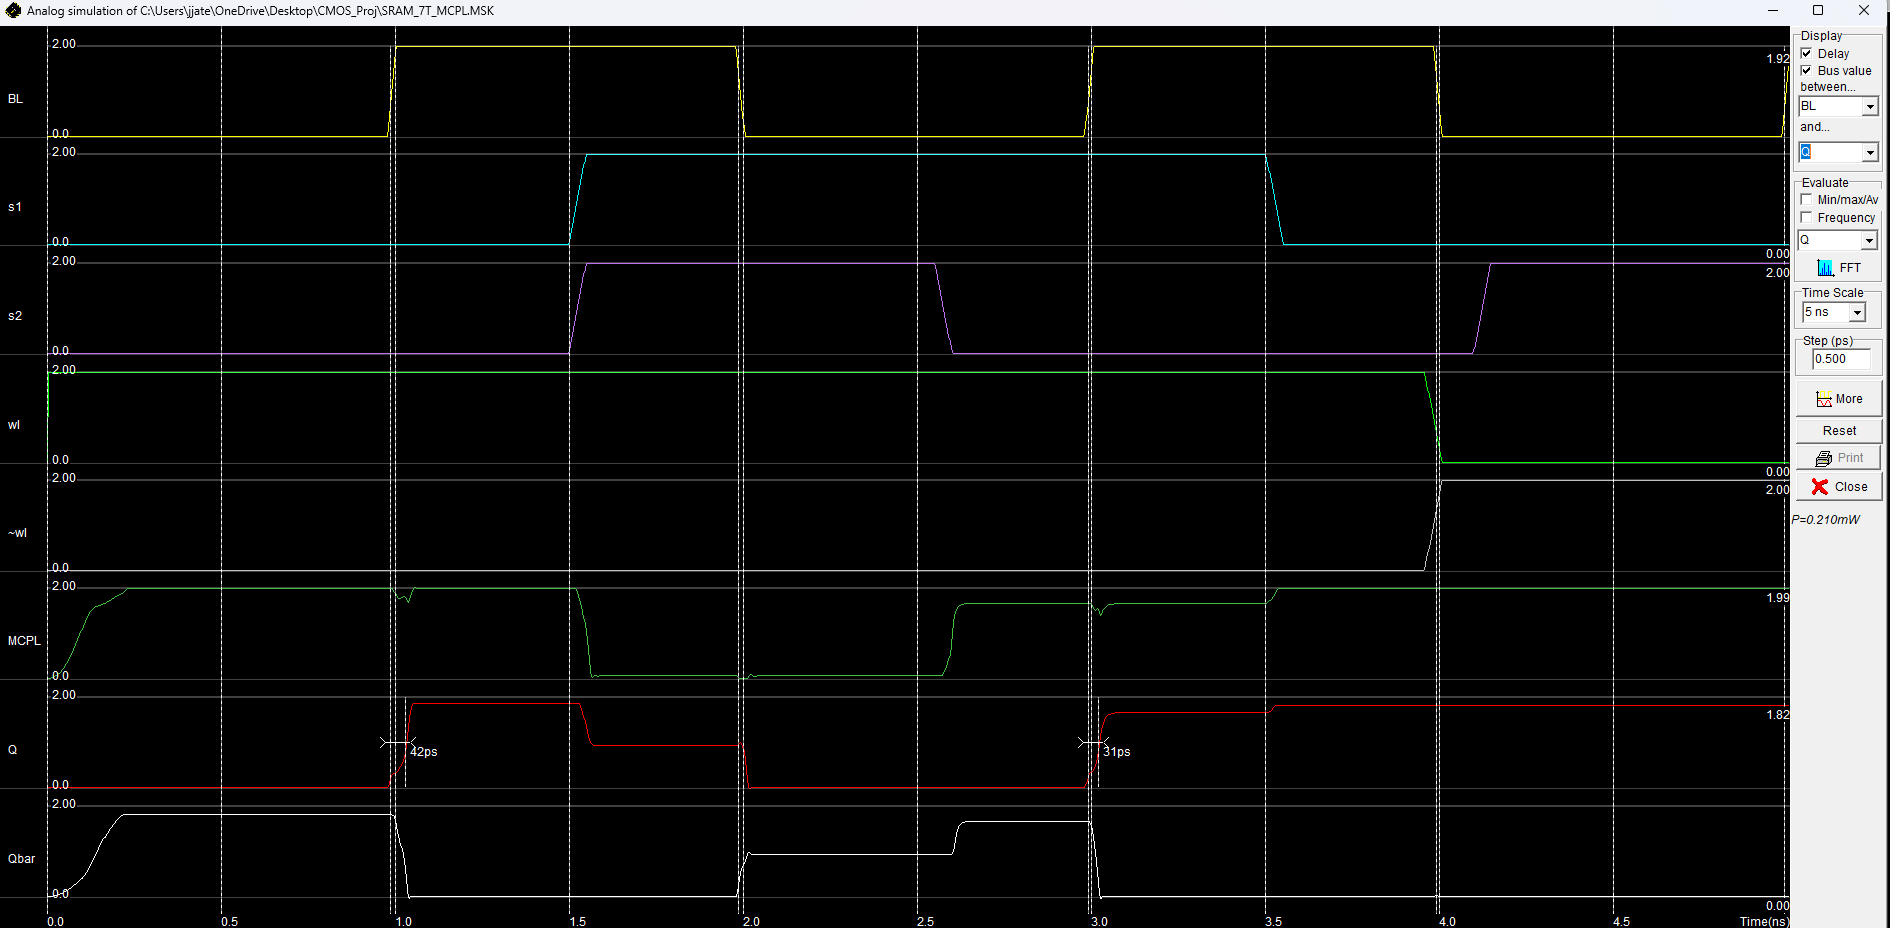 Analog simulation of C:\Users\jjate\OneDrive\Desktop\CMOS_Proj\SRAM_7T_MCPL.MSK
2.00
1.92
BL
0.0
2.00
s1
0.0
0.00
2.00
2.00
s2
0.0
2.00
wl
0.0
0.00
2.00
2.00
~wl
0.0
2.00
1.99
MCPL
0.0
2.00
1.82
Q
42ps
31ps
0.0
2.00
Qbar
0.0
0.00
0.0
0.5
1.0
1.5
2.0
2.5
3.0
3.5
4.0
4.5
Time(ns)
Display
Delay
Bus value
between...
BL
and...
Q
Evaluate
Min/max/Av
Frequency
Q
FFT
Time Scale
5 ns
Step (ps)
0.500
More
Reset
Print
Close
P=0.210mW